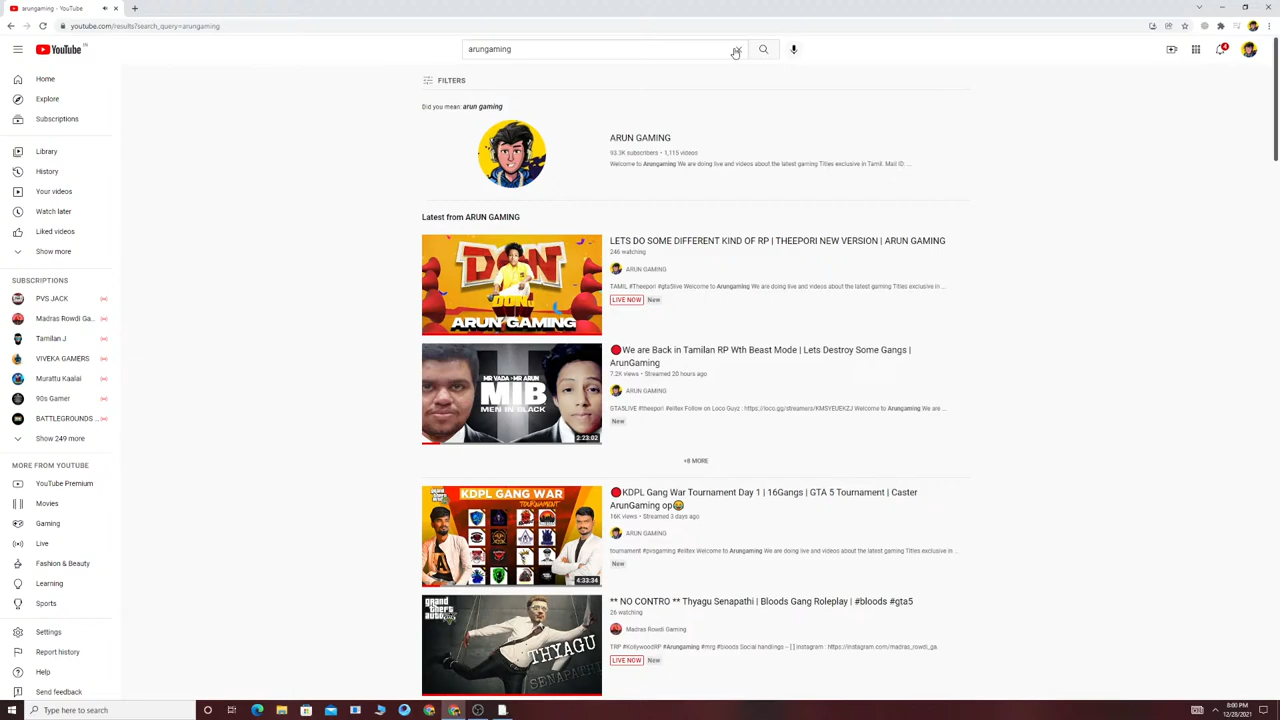 arungaming - YouTube
youtube.com/results?search_query=arungaming
YouTube IN
arungaming
4
Home
Explore
Subscriptions
Library
History
Your videos
Watch later
Liked videos
Show more
SUBSCRIPTIONS
PVS JACK
Madras Rowdi Ga...
Tamilan J
VIVEKA GAMERS
Murattu Kaalai
90s Gamer
BATTLEGROUNDS ...
Show 249 more
MORE FROM YOUTUBE
YouTube Premium
Movies
Gaming
Live
Fashion & Beauty
Learning
Sports
Settings
Report history
Help
Send feedback
FILTERS
Did you mean: arun gaming
ARUN GAMING
93.3K subscribers • 1,115 videos
Welcome to Arungaming We are doing live and videos about the latest gaming Titles exclusive in Tamil. Mail ID: ...
Latest from ARUN GAMING
DON
DON
ARUN GAMING
LETS DO SOME DIFFERENT KIND OF RP | THEEPORI NEW VERSION | ARUN GAMING
246 watching
ARUN GAMING
TAMIL #Theepori #gta5live Welcome to Arungaming We are doing live and videos about the latest gaming Titles exclusive in ...
LIVE NOW New
MR VADA - MR ARUN
MIB
MEN IN BLACK
2:23:02
🔴We are Back in Tamilan RP Wth Beast Mode | Lets Destroy Some Gangs |
ArunGaming
7.2K views • Streamed 20 hours ago
ARUN GAMING
GTA5LIVE #theepori #elitex Follow on Loco Guyz : https://loco.gg/streamers/KMSYEUEKZJ Welcome to Arungaming We are ...
New
+8 MORE
KDPL GANG WAR
TOURNAMENT
4:33:34
🔴KDPL Gang War Tournament Day 1 | 16Gangs | GTA 5 Tournament | Caster
ArunGaming op😂
16K views • Streamed 3 days ago
ARUN GAMING
tournament #pvsgaming #elitex Welcome to Arungaming We are doing live and videos about the latest gaming Titles exclusive in ...
New
grand theft auto V
THYAGU
SENAPATHI
** NO CONTRO ** Thyagu Senapathi | Bloods Gang Roleplay | #bloods #gta5
26 watching
Madras Rowdi Gaming
TRP #KollywoodRP #Arungaming #mrg #bloods Social handlings -- [ ] instagram : https://instagram.com/madras_rowdi_ga.
LIVE NOW New
Type here to search
8:00 PM
12/28/2021